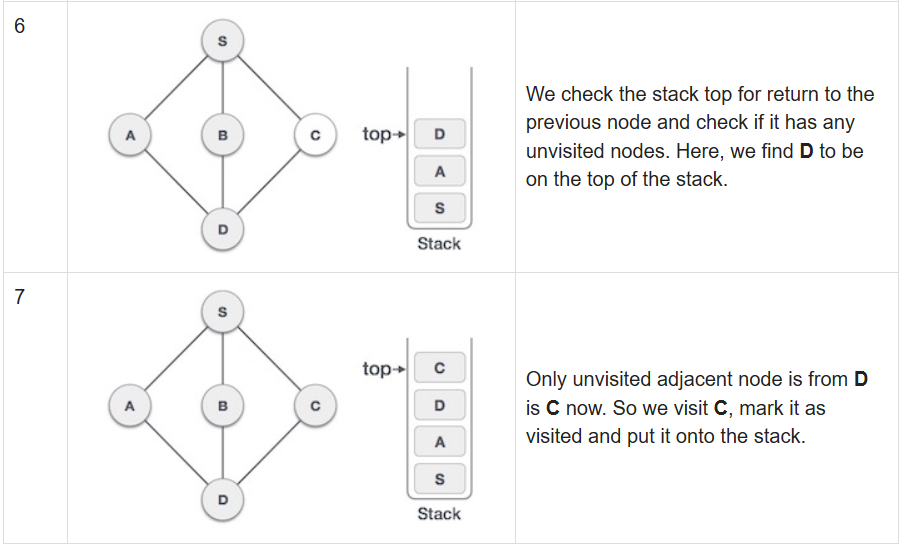 6
S
A
B
C
D
top→
D
A
S
Stack
We check the stack top for return to the
previous node and check if it has any
unvisited nodes. Here, we find D to be
on the top of the stack.
7
S
A
B
C
D
top→
C
D
A
S
Stack
Only unvisited adjacent node is from D
is C now. So we visit C, mark it as
visited and put it onto the stack.